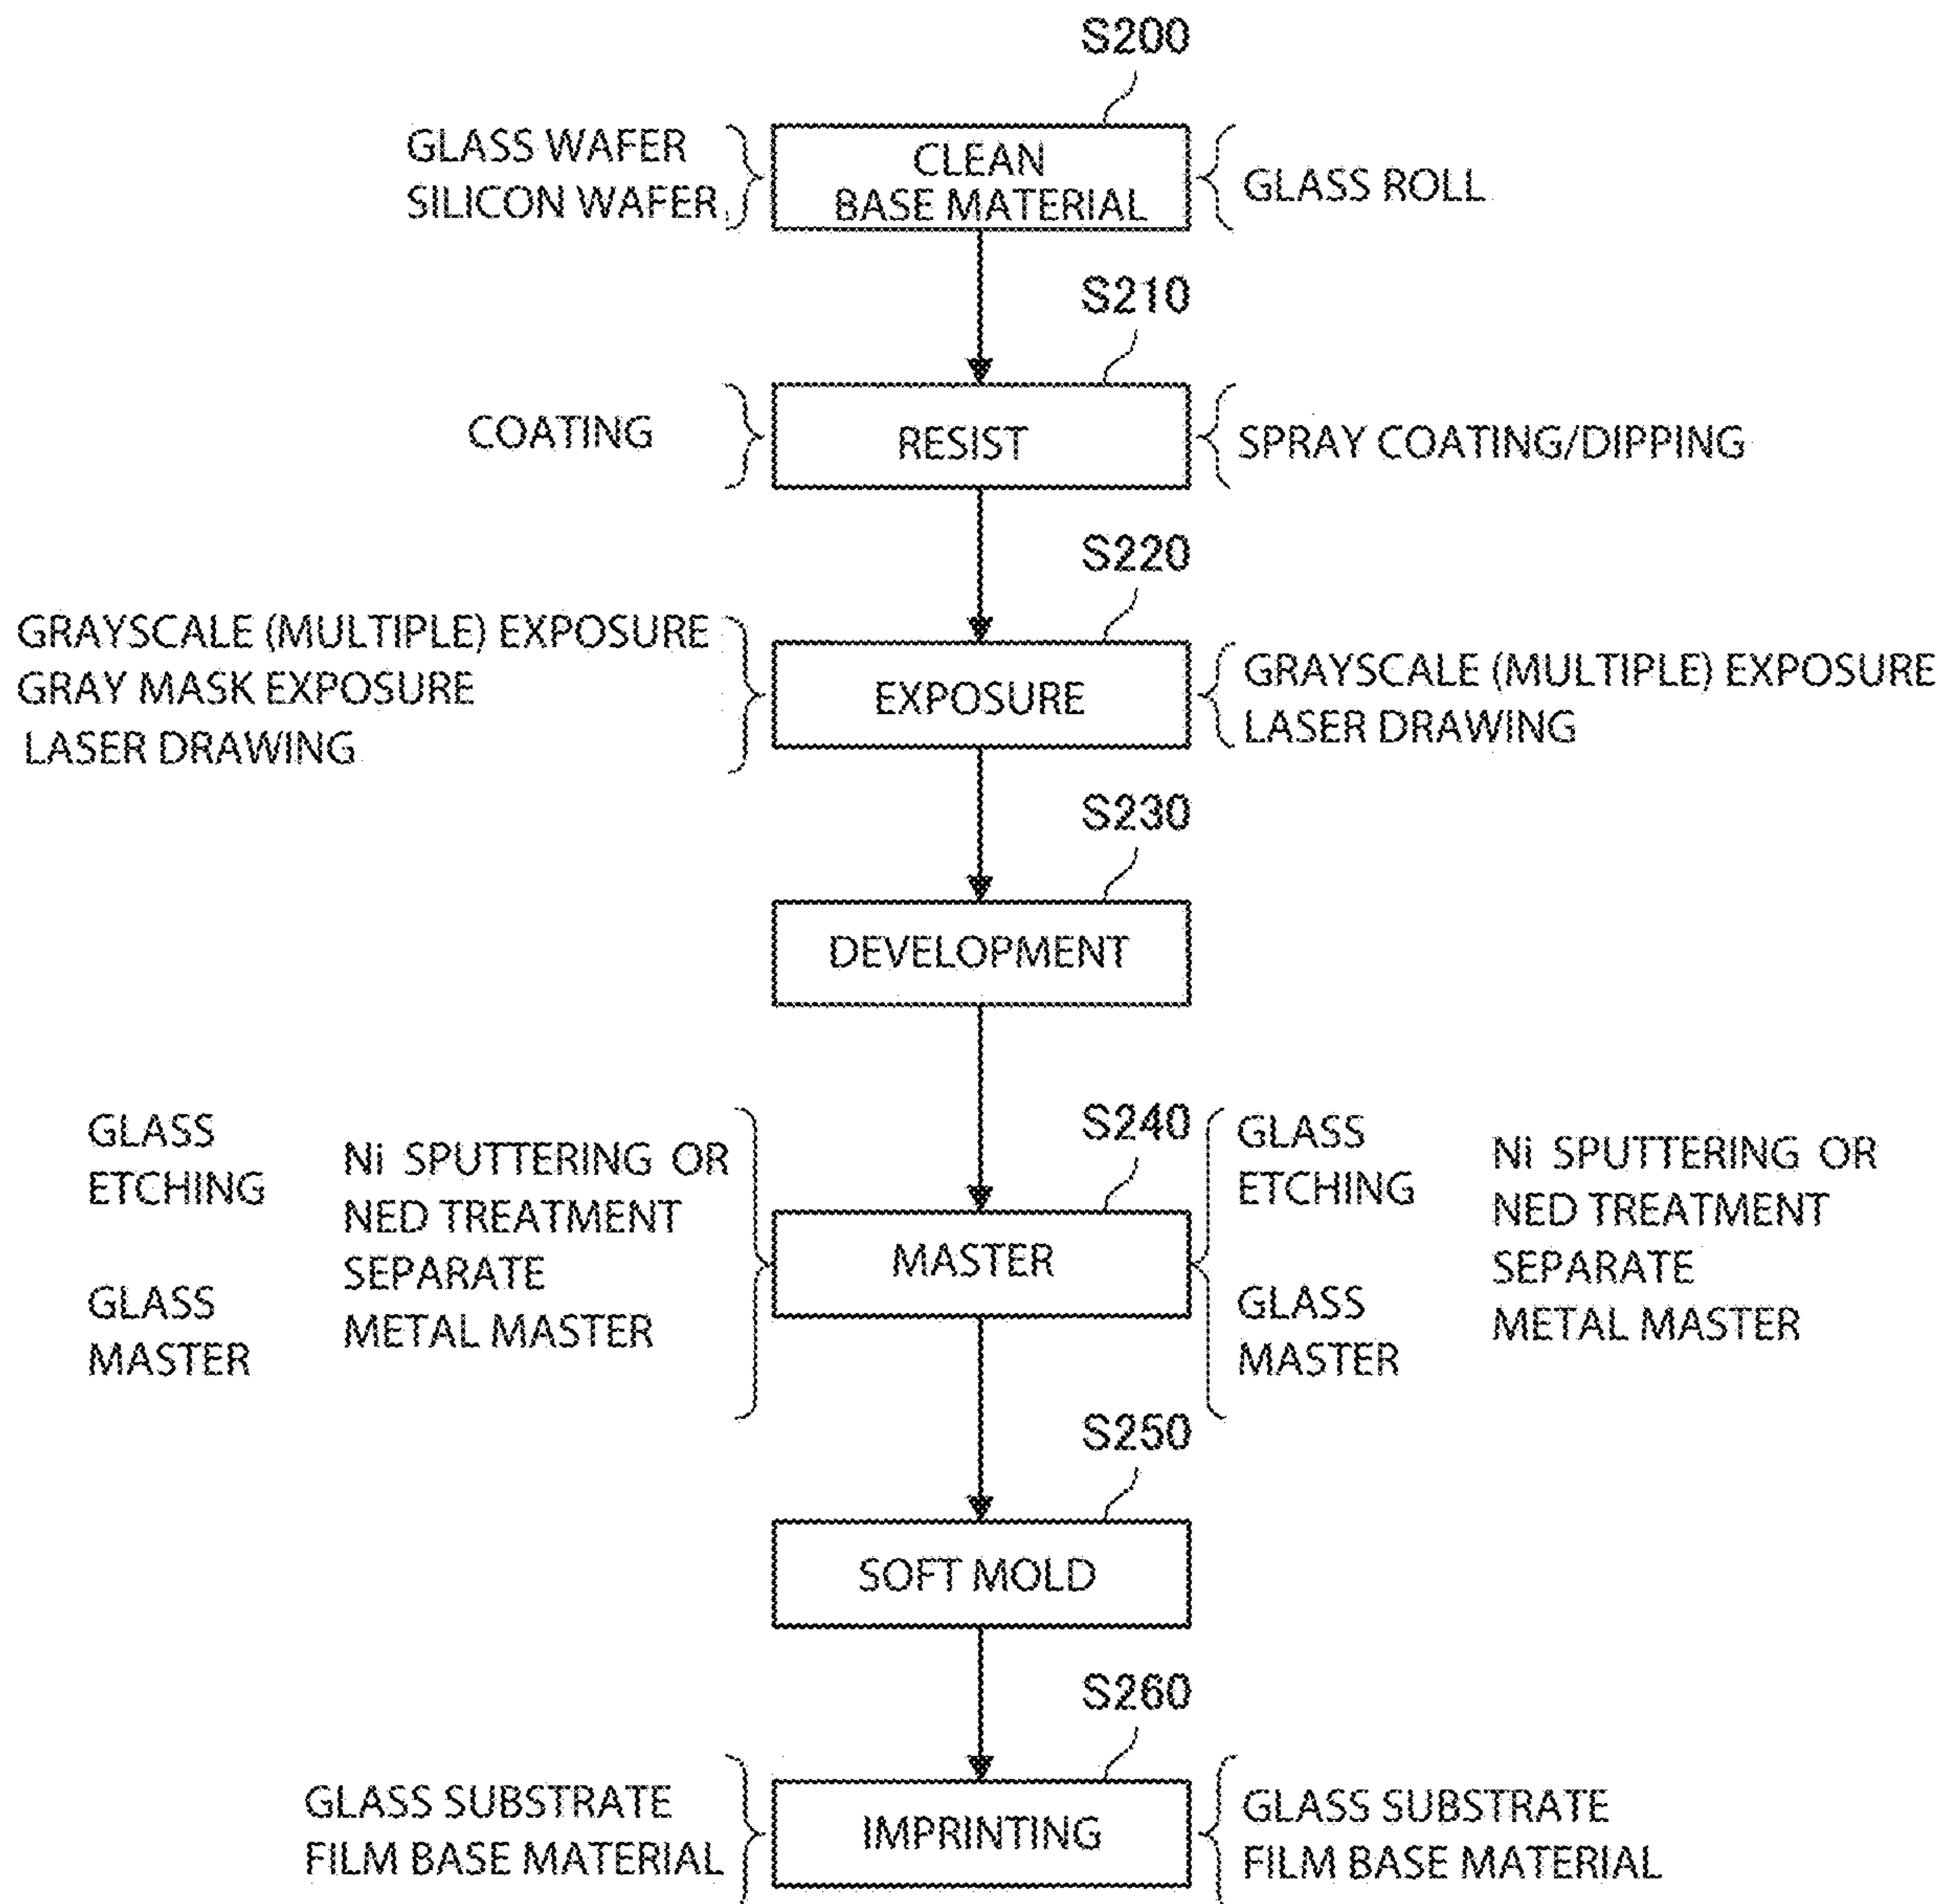 S200
GLASS WAFER
SILICON WAFER
CLEAN
BASE MATERIAL
GLASS ROLL
S210
COATING
RESIST
SPRAY COATING/DIPPING
S220
GRAYSCALE (MULTIPLE) EXPOSURE
GRAY MASK EXPOSURE
LASER DRAWING
EXPOSURE
GRAYSCALE (MULTIPLE) EXPOSURE
LASER DRAWING
S230
DEVELOPMENT
S240
GLASS
ETCHING
GLASS
MASTER
Ni SPUTTERING OR
NED TREATMENT
SEPARATE
METAL MASTER
MASTER
GLASS
ETCHING
GLASS
MASTER
Ni SPUTTERING OR
NED TREATMENT
SEPARATE
METAL MASTER
S250
SOFT MOLD
S260
GLASS SUBSTRATE
FILM BASE MATERIAL
IMPRINTING
GLASS SUBSTRATE
FILM BASE MATERIAL